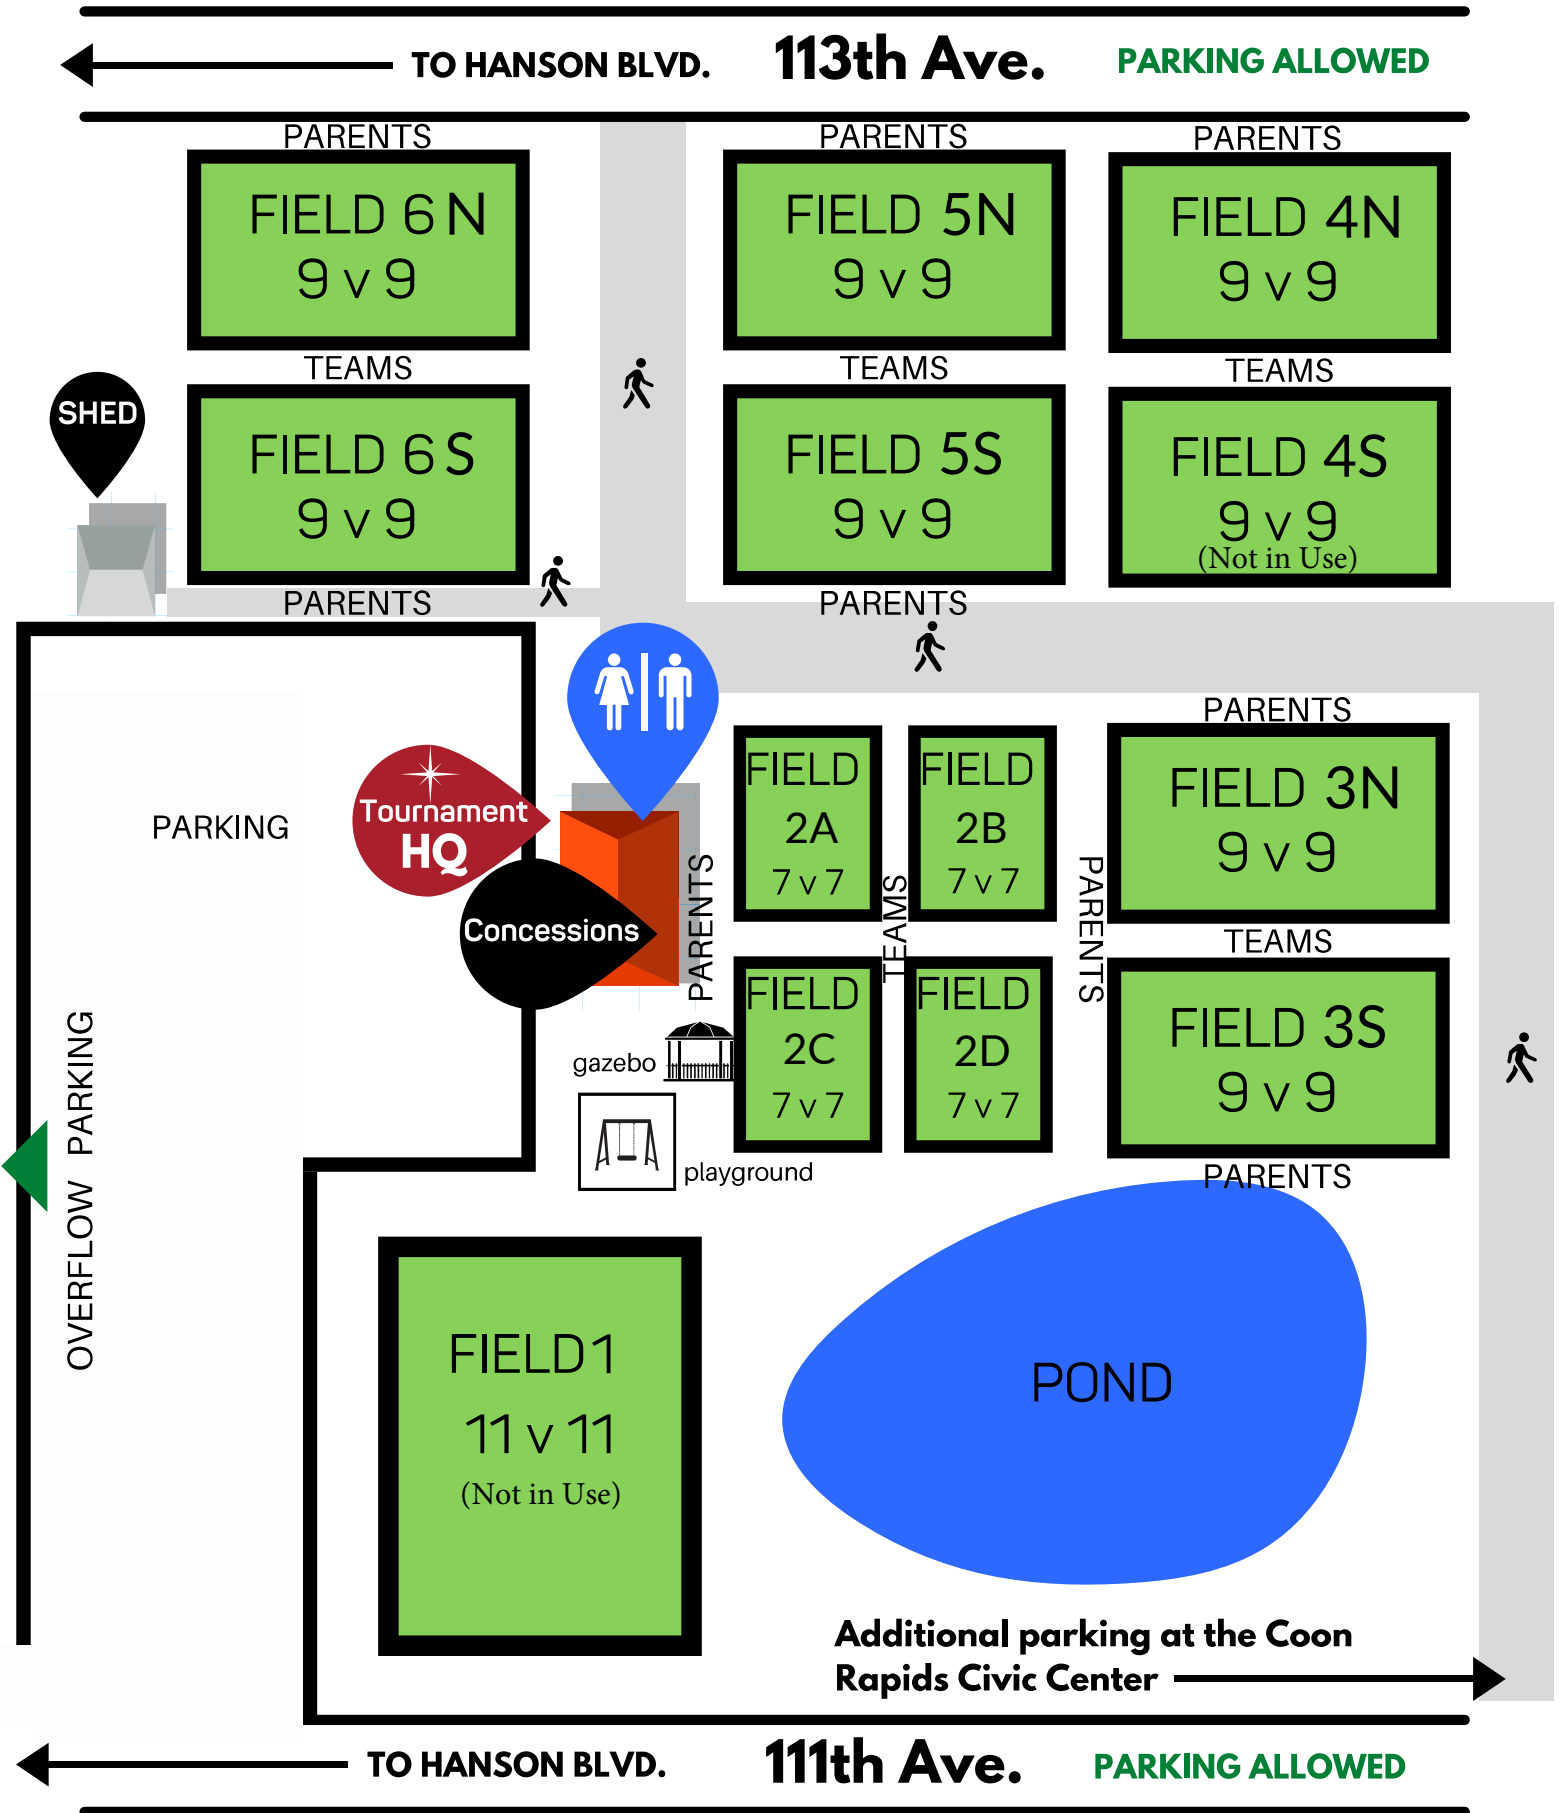 TO HANSON BLVD. 113th Ave. PARKING ALLOWED
PARENTS
FIELD 6 N
9 v 9
TEAMS
FIELD 6 S
9 v 9
PARENTS
PARENTS
FIELD 5N
9 v 9
TEAMS
FIELD 5S
9 v 9
PARENTS
PARENTS
FIELD 4N
9 v 9
TEAMS
FIELD 4S
9 v 9
(Not in Use)
SHED
PARKING
OVERFLOW PARKING
Tournament
HQ
Concessions
PARENTS
FIELD
2A
7 v 7
FIELD
2B
7 v 7
TEAMS
FIELD
2C
7 v 7
FIELD
2D
7 v 7
PARENTS
PARENTS
FIELD 3N
9 v 9
TEAMS
FIELD 3S
9 v 9
PARENTS
gazebo
playground
FIELD 1
11 v 11
(Not in Use)
POND
Additional parking at the Coon
Rapids Civic Center
TO HANSON BLVD. 111th Ave. PARKING ALLOWED